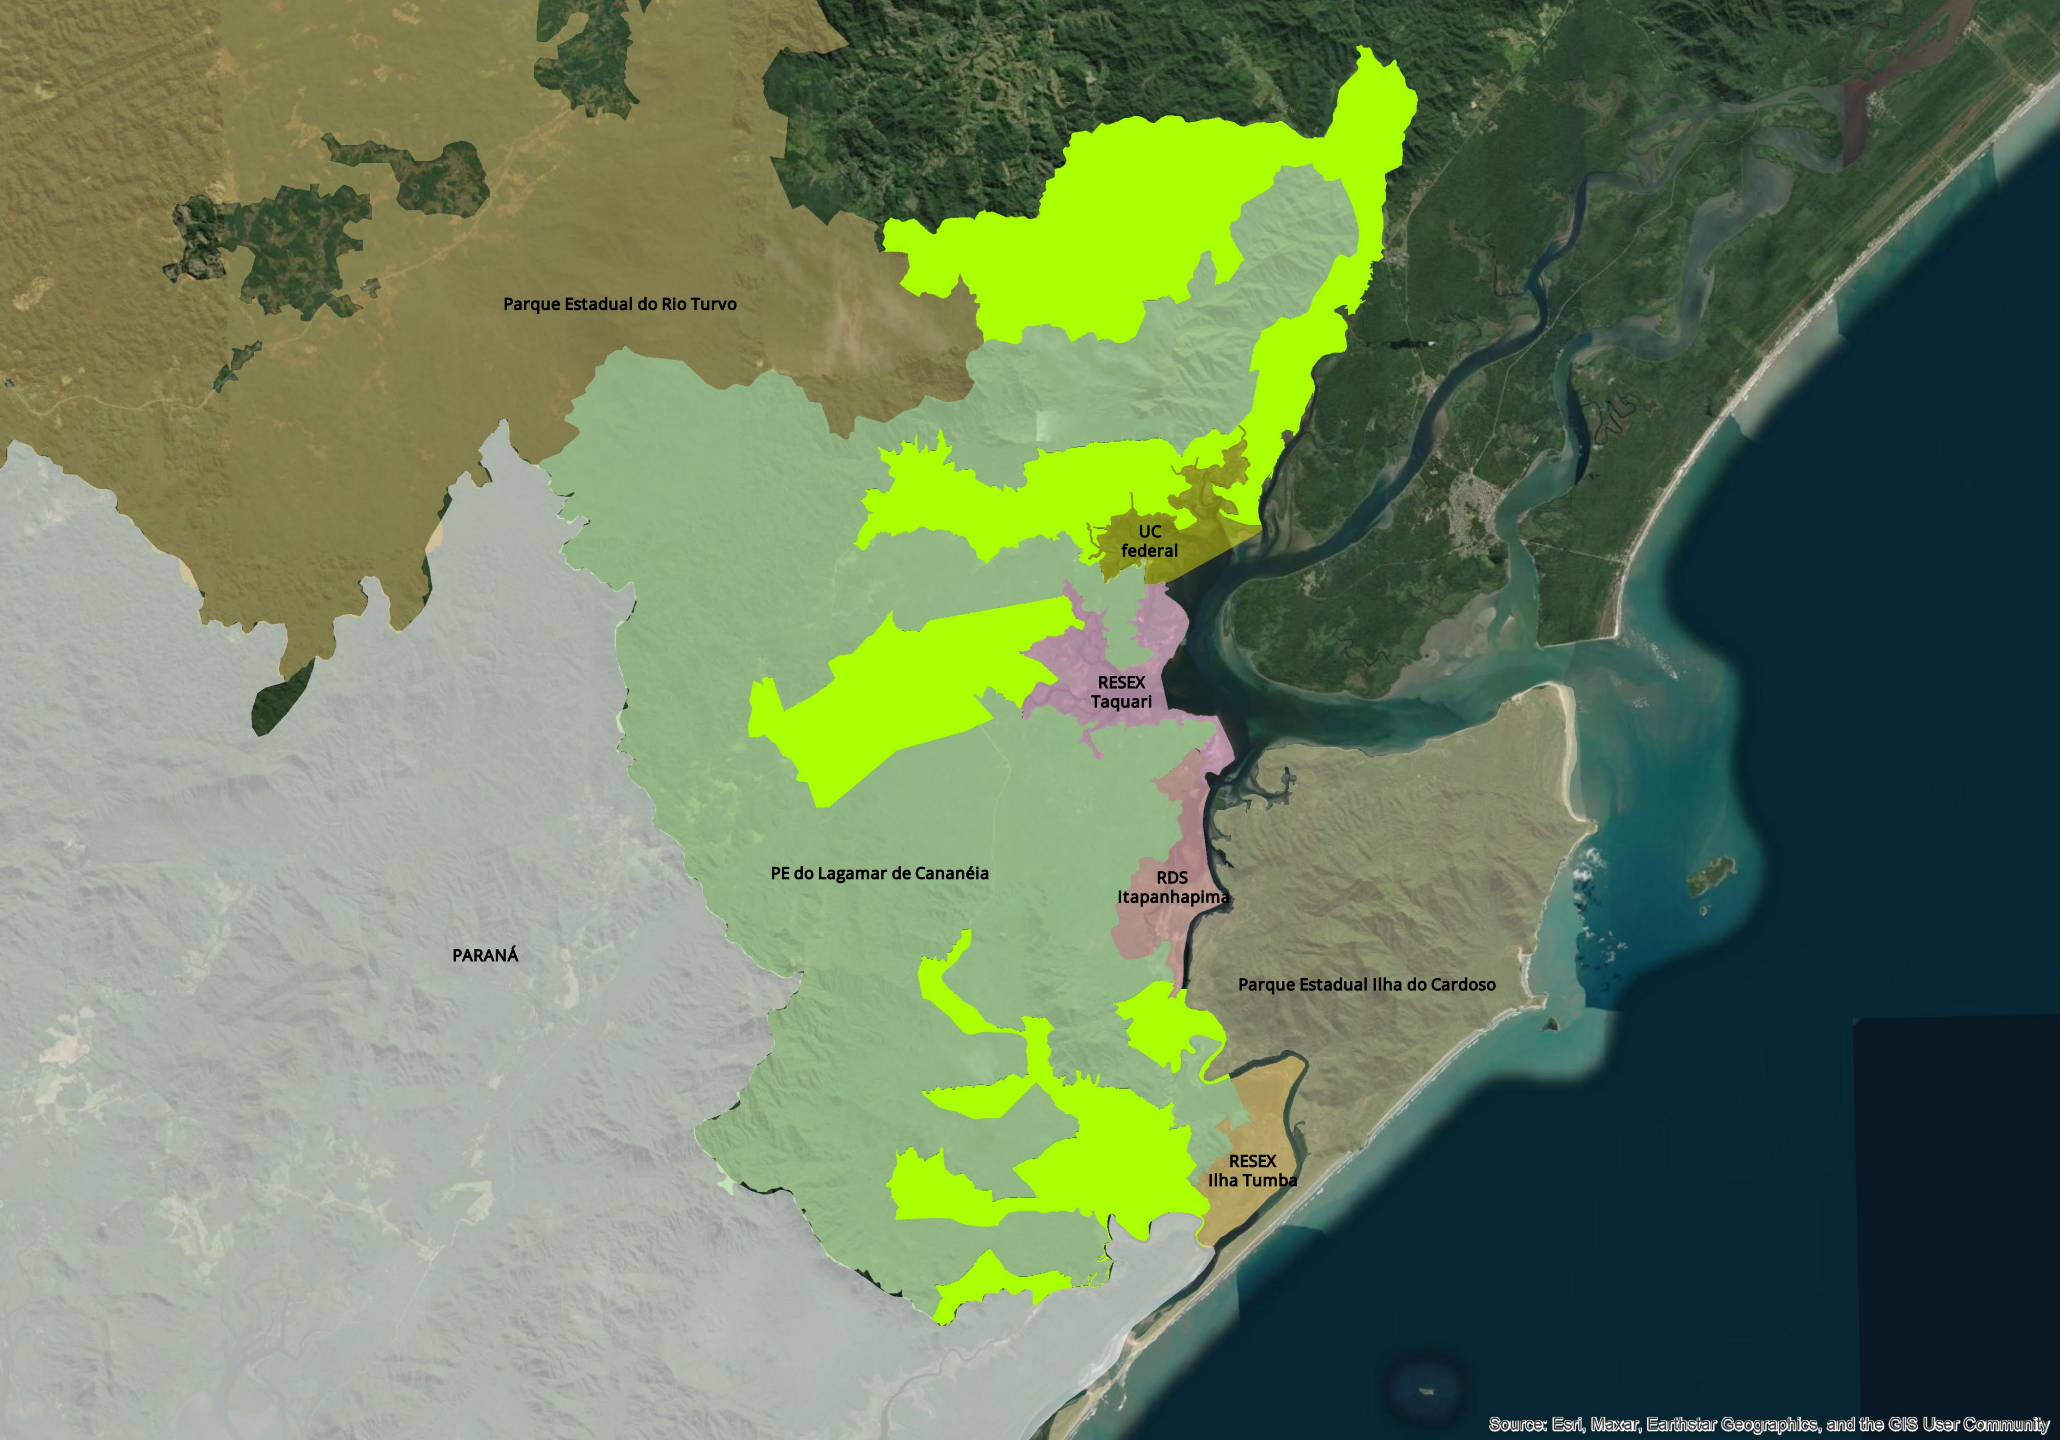 Parque Estadual do Rio Turvo
UC
federal
RESEX
Taquari
PE do Lagamar de Cananéia
RDS
Itapanhapima
PARANÁ
Parque Estadual Ilha do Cardoso
RESEX
Ilha Tumba
Source: Esri, Maxar, Earthstar Geographics, and the GIS User Community